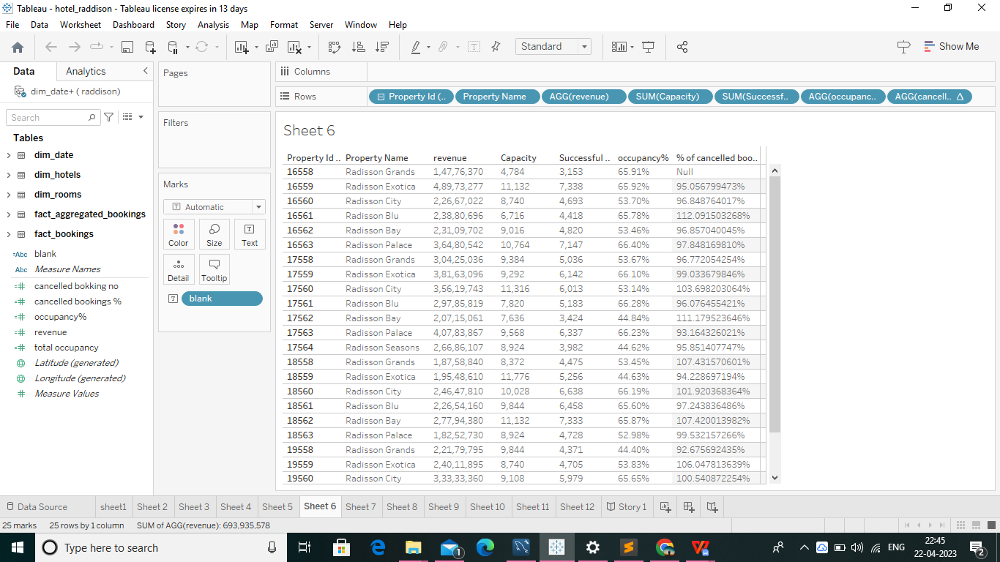 Tableau - hotel_raddison - Tableau license expires in 13 days
File Data Worksheet Dashboard Story Analysis Map Format Server Window Help
Standard
Show Me
Data Analytics
dim_date+ ( raddison)
Search
Tables
dim_date
dim_hotels
dim_rooms
fact_aggregated_bookings
fact_bookings
=Abc blank
Abc Measure Names
=# cancelled bokking no
=# cancelled bookings %
=# occupancy%
=# revenue
=# total occupancy
Latitude (generated)
Longitude (generated)
# Measure Values
Pages
Filters
Marks
T Automatic
Color Size T Text
Detail Tooltip
T blank
Columns
Rows Property Id (.. Property Name AGG(revenue) SUM(Capacity) SUM(Successf.. AGG(occupanc.. AGG(cancell.. Δ
Sheet 6
Property Id .. Property Name revenue Capacity Successful .. occupancy% % of cancelled boo..
16558 Radisson Grands 1,47,76,370 4,784 3,153 65.91% Null
16559 Radisson Exotica 4,89,73,277 11,132 7,338 65.92% 95.056799473%
16560 Radisson City 2,26,67,022 8,740 4,693 53.70% 96.848764017%
16561 Radisson Blu 2,38,80,696 6,716 4,418 65.78% 112.091503268%
16562 Radisson Bay 2,31,09,702 9,016 4,820 53.46% 96.857040045%
16563 Radisson Palace 3,64,80,542 10,764 7,147 66.40% 97.848169810%
17558 Radisson Grands 3,04,25,036 9,384 5,036 53.67% 96.772054254%
17559 Radisson Exotica 3,81,63,096 9,292 6,142 66.10% 99.033679846%
17560 Radisson City 3,56,19,743 11,316 6,013 53.14% 103.698203064%
17561 Radisson Blu 2,97,85,819 7,820 5,183 66.28% 96.076455421%
17562 Radisson Bay 2,07,15,061 7,636 3,424 44.84% 111.179523646%
17563 Radisson Palace 4,07,83,867 9,568 6,337 66.23% 93.164326021%
17564 Radisson Seasons 2,66,86,107 8,924 3,982 44.62% 95.851407747%
18558 Radisson Grands 1,87,58,840 8,372 4,475 53.45% 107.431570601%
18559 Radisson Exotica 1,95,48,610 11,776 5,256 44.63% 94.228697194%
18560 Radisson City 2,46,47,810 10,028 6,638 66.19% 101.920368364%
18561 Radisson Blu 2,26,54,160 9,844 6,458 65.60% 97.243836486%
18562 Radisson Bay 2,77,94,380 11,132 7,333 65.87% 107.420013982%
18563 Radisson Palace 1,82,52,730 8,924 4,728 52.98% 99.532157266%
19558 Radisson Grands 2,21,79,795 9,844 4,371 44.40% 92.675692435%
19559 Radisson Exotica 2,40,11,895 8,740 4,705 53.83% 106.047813639%
19560 Radisson City 3,33,33,360 9,108 5,979 65.65% 100.540872254%
Data Source sheet1 Sheet 2 Sheet 3 Sheet 4 Sheet 5 Sheet 6 Sheet 7 Sheet 8 Sheet 9 Sheet 10 Sheet 11 Sheet 12 Story 1
25 marks 25 rows by 1 column SUM of AGG(revenue): 693,935,578
Type here to search
1
ENG
22:45
22-04-2023
2